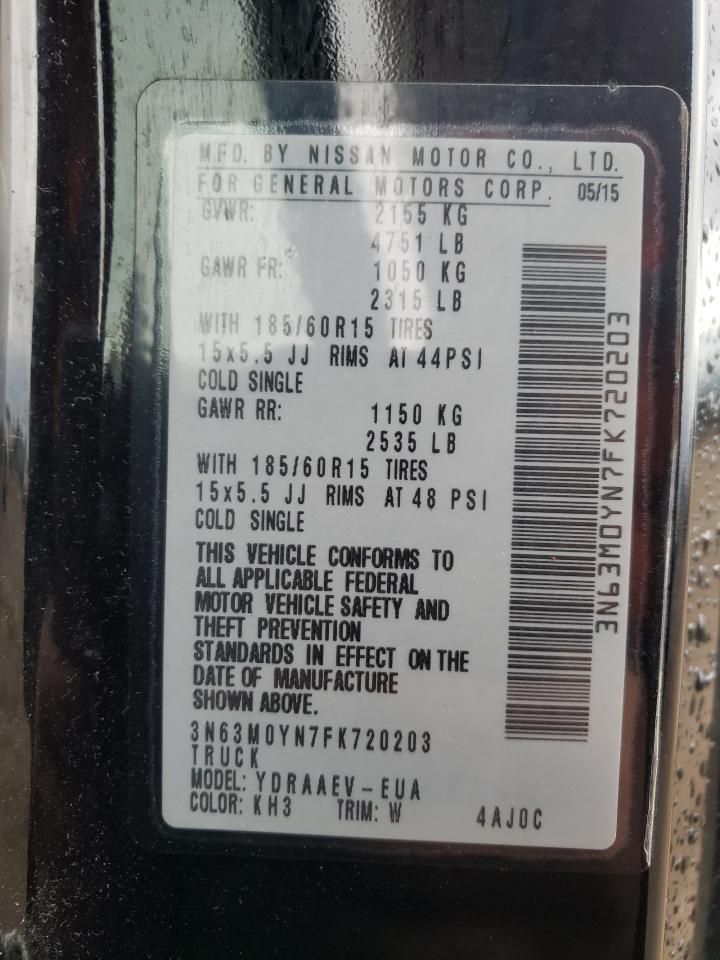 MFD. BY NISSAN MOTOR CO., LTD.
FOR GENERAL MOTORS CORP. 05/15
GVWR: 2155 KG
4751 LB
GAWR FR: 1050 KG
2315 LB
WITH 185/60R15 TIRES
15x5.5 JJ RIMS AT 44PSI
COLD SINGLE
GAWR RR: 1150 KG
2535 LB
WITH 185/60R15 TIRES
15x5.5 JJ RIMS AT 48 PSI
COLD SINGLE
THIS VEHICLE CONFORMS TO
ALL APPLICABLE FEDERAL
MOTOR VEHICLE SAFETY AND
THEFT PREVENTION
STANDARDS IN EFFECT ON THE
DATE OF MANUFACTURE
SHOWN ABOVE.
3N63M0YN7FK720203
TRUCK
MODEL: YDRAAEV-EUA
COLOR: KH3 TRIM: W 4AJ0C
3N63M0YN7FK720203